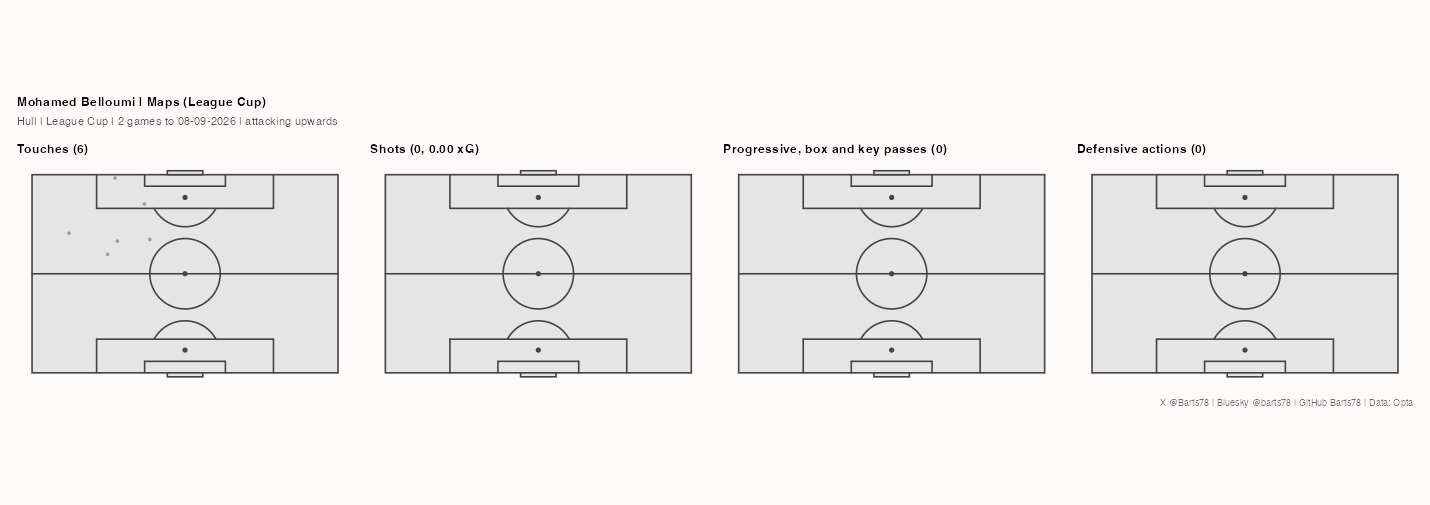 Mohamed Belloumi | Maps (League Cup)
Hull | League Cup | 2 games to 08-09-2026 | attacking upwards
Touches (6)
Shots (0, 0.00 xG)
Progressive, box and key passes (0)
Defensive actions (0)
X @Barts78 | Bluesky @barts78 | GitHub Barts78 | Data: Opta